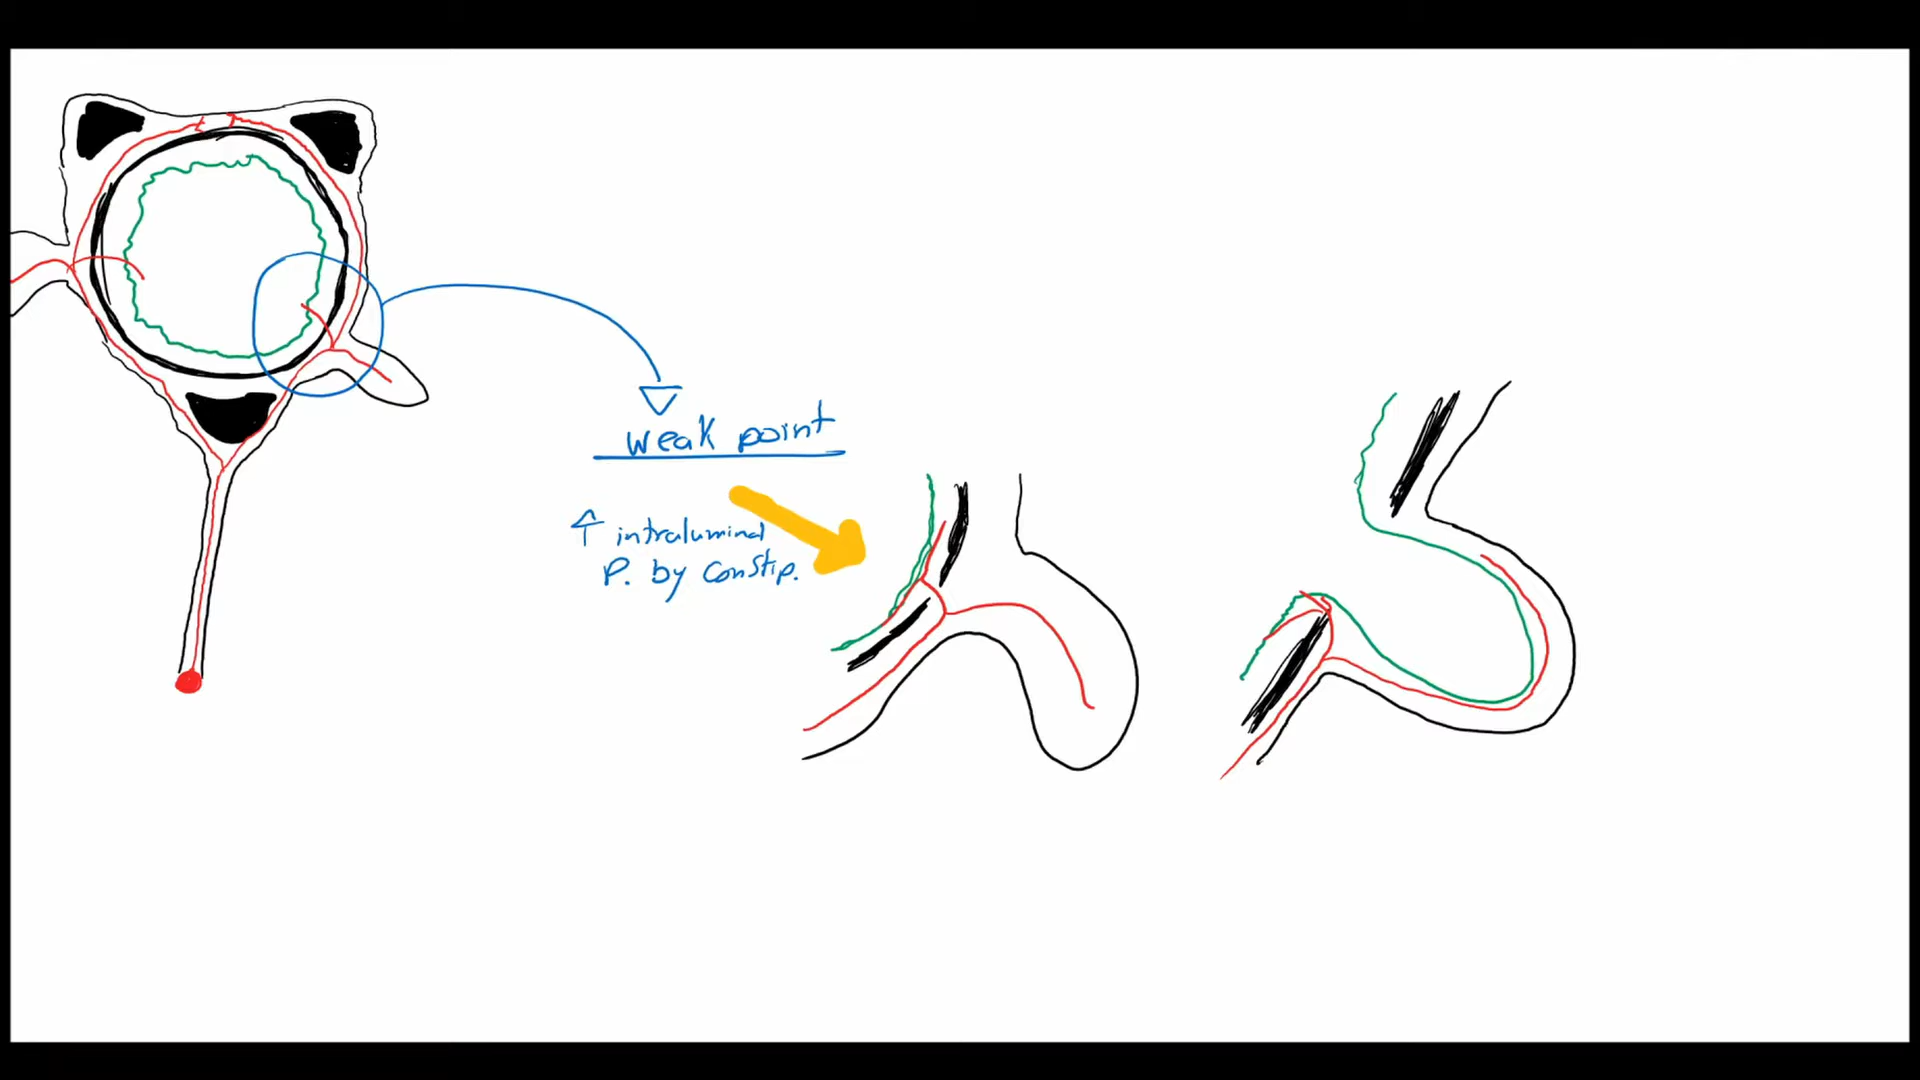 weak point
↑ intraluminal
P. by constip.